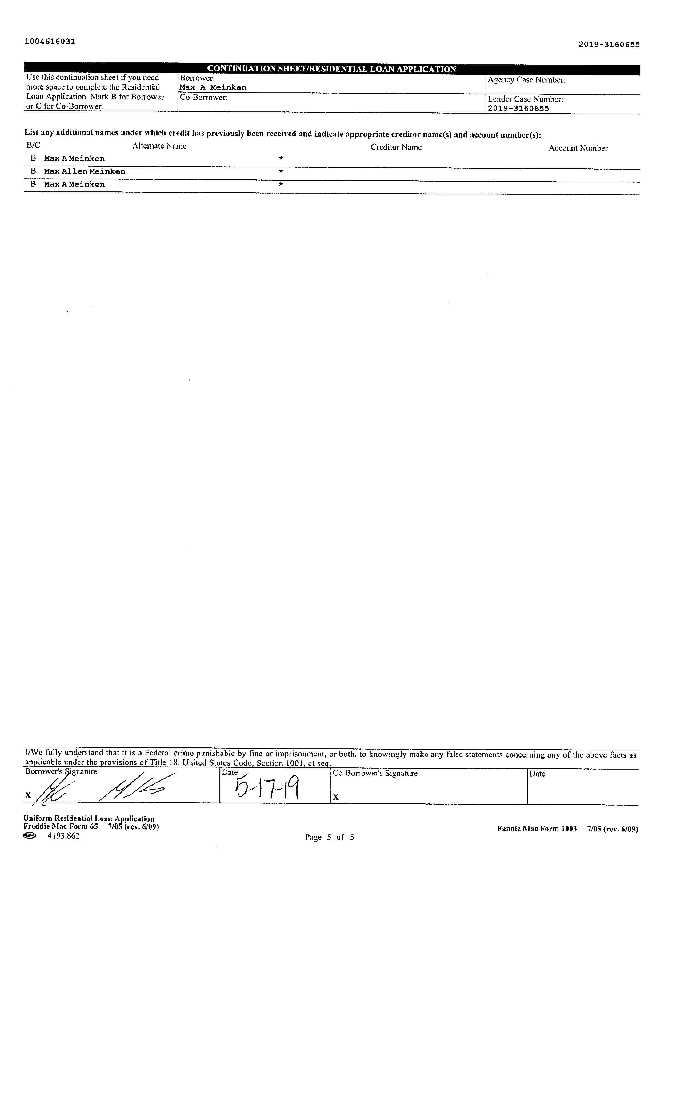 1004616031
2019-3160655
CONTINUATION SHEET/RESIDENTIAL LOAN APPLICATION
Use this continuation sheet if you need
more space to complete the Residential
Loan Application. Mark B for Borrower
or C for Co-Borrower.
Borrower:
Max A Meinken
Co-Borrower:
Agency Case Number:
Lender Case Number:
2019-3160655
List any additional names under which credit has previously been received and indicate appropriate creditor name(s) and account number(s):
B/C Alternate Name Creditor Name Account Number
B Max A Meinken *
B Max Allen Meinken *
B Max A Meinken *
I/We fully understand that it is a Federal crime punishable by fine or imprisonment, or both, to knowingly make any false statements concerning any of the above facts as
applicable under the provisions of Title 18, United States Code, Section 1001, et seq.
Borrower's Signature
X
Date
5-17-19
Co-Borrower's Signature
X
Date
Uniform Residential Loan Application
Freddie Mac Form 65 7/05 (rev. 6/09)
Page 5 of 5
Fannie Mae Form 1003 7/05 (rev. 6/09)